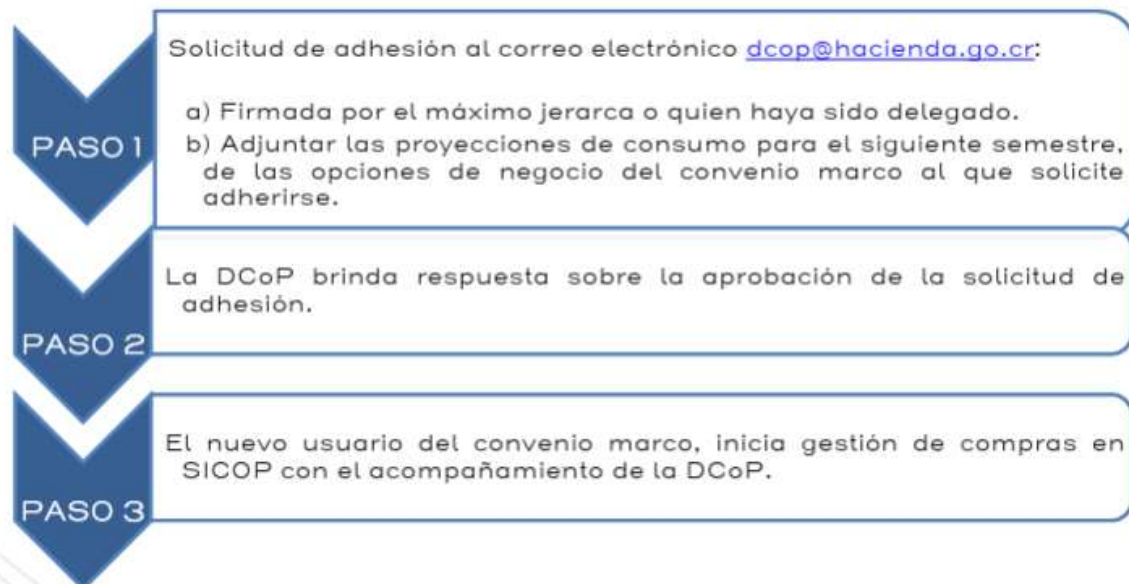 Solicitud de adhesión al correo electrónico dcop@hacienda.go.cr:
a) Firmada por el máximo jerarca o quien haya sido delegado.
PASO 1
b) Adjuntar las proyecciones de consumo para el siguiente semestre,
de las opciones de negocio del convenio marco al que solicite
adherirse.
La DCoP brinda respuesta sobre la aprobación de la solicitud de
adhesión.
PASO 2
El nuevo usuario del convenio marco, inicia gestión de compras en
SICOP con el acompañamiento de la DCoP.
PASO 3